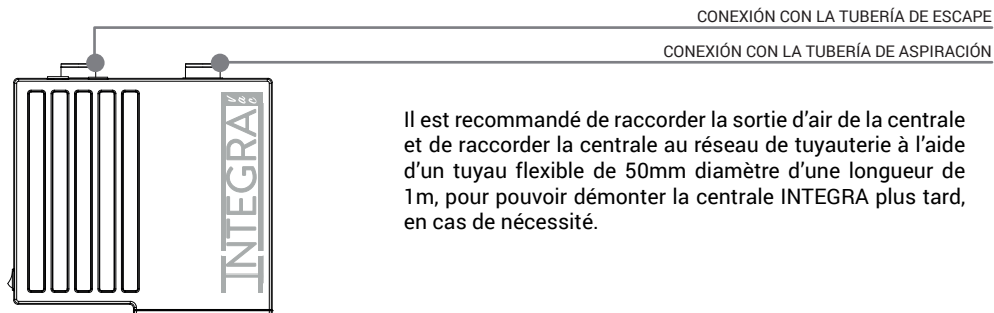 CONEXIÓN CON LA TUBERÍA DE ESCAPE
CONEXIÓN CON LA TUBERÍA DE ASPIRACIÓN
INTEGRA
vac
Il est recommandé de raccorder la sortie d’air de la centrale
et de raccorder la centrale au réseau de tuyauterie à l’aide
d’un tuyau flexible de 50mm diamètre d’une longueur de
1m, pour pouvoir démonter la centrale INTEGRA plus tard,
en cas de nécessité.